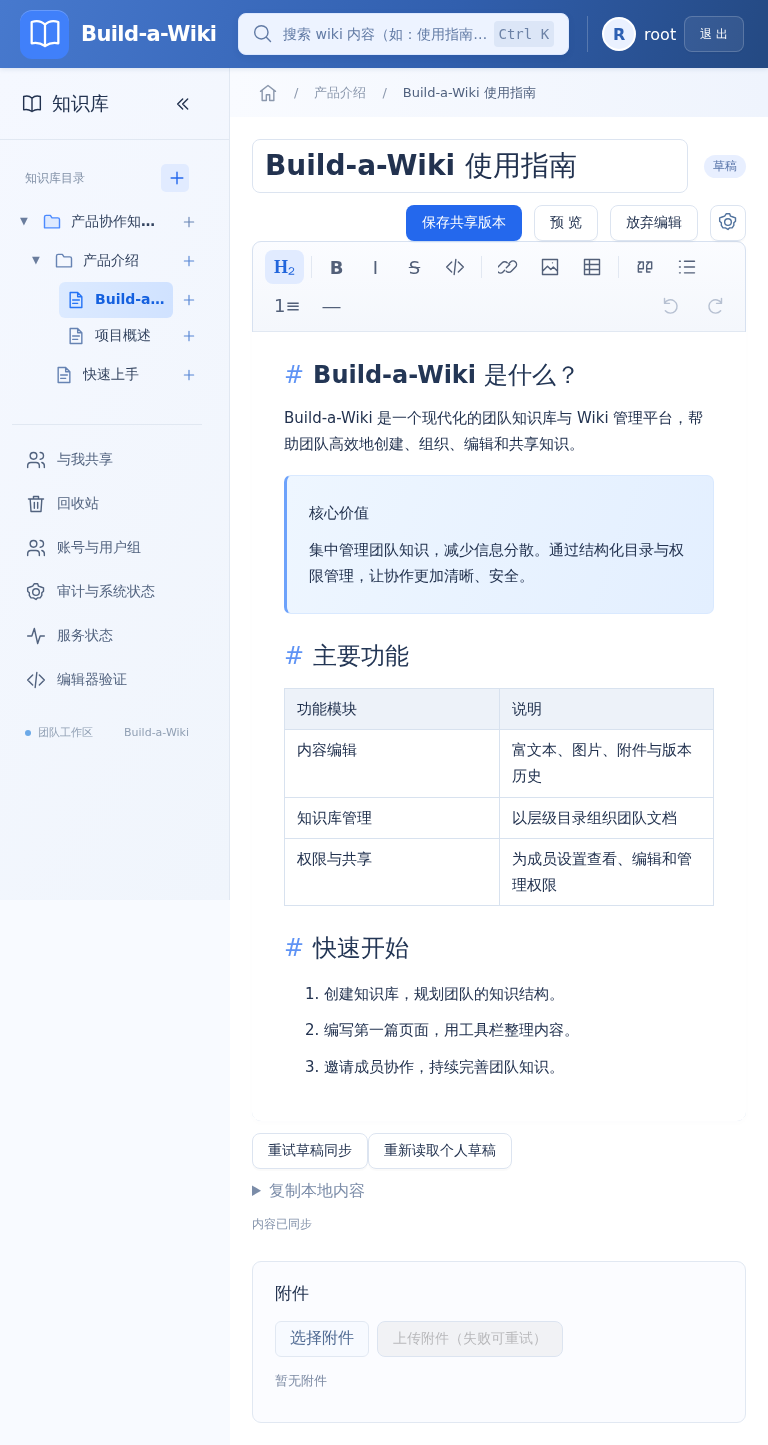 Build-a-Wiki
搜索 wiki 内容（如：使用指南... Ctrl K
R root
退 出
知识库
/ 产品介绍 / Build-a-Wiki 使用指南
知识库目录
产品协作知...
产品介绍
Build-a...
项目概述
快速上手
与我共享
回收站
账号与用户组
审计与系统状态
服务状态
编辑器验证
团队工作区 Build-a-Wiki
Build-a-Wiki 使用指南
草稿
保存共享版本 预 览 放弃编辑
H2 B I S
1≡ —
# Build-a-Wiki 是什么？
Build-a-Wiki 是一个现代化的团队知识库与 Wiki 管理平台，帮
助团队高效地创建、组织、编辑和共享知识。
核心价值
集中管理团队知识，减少信息分散。通过结构化目录与权
限管理，让协作更加清晰、安全。
# 主要功能
功能模块 说明
内容编辑 富文本、图片、附件与版本
历史
知识库管理 以层级目录组织团队文档
权限与共享 为成员设置查看、编辑和管
理权限
# 快速开始
1. 创建知识库，规划团队的知识结构。
2. 编写第一篇页面，用工具栏整理内容。
3. 邀请成员协作，持续完善团队知识。
重试草稿同步 重新读取个人草稿
复制本地内容
内容已同步
附件
选择附件 上传附件（失败可重试）
暂无附件